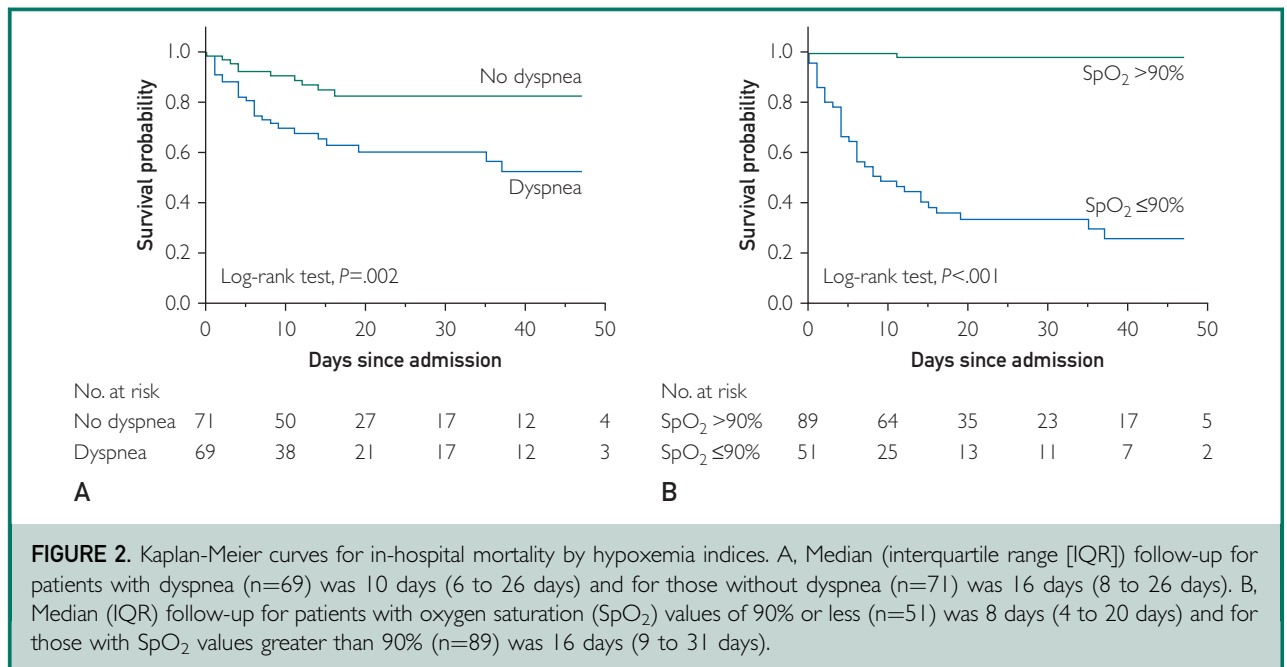 1.0
0.8
0.6
0.4
0.2
0.0
Survival probability
No dyspnea
Dyspnea
Log-rank test, P=.002
0 10 20 30 40 50
Days since admission
No. at risk
No dyspnea 71 50 27 17 12 4
Dyspnea 69 38 21 17 12 3
A
1.0
0.8
0.6
0.4
0.2
0.0
Survival probability
SpO₂ >90%
SpO₂ ≤90%
Log-rank test, P<.001
0 10 20 30 40 50
Days since admission
No. at risk
SpO₂ >90% 89 64 35 23 17 5
SpO₂ ≤90% 51 25 13 11 7 2
B
FIGURE 2. Kaplan-Meier curves for in-hospital mortality by hypoxemia indices. A, Median (interquartile range [IQR]) follow-up for
patients with dyspnea (n=69) was 10 days (6 to 26 days) and for those without dyspnea (n=71) was 16 days (8 to 26 days). B,
Median (IQR) follow-up for patients with oxygen saturation (SpO₂) values of 90% or less (n=51) was 8 days (4 to 20 days) and for
those with SpO₂ values greater than 90% (n=89) was 16 days (9 to 31 days).